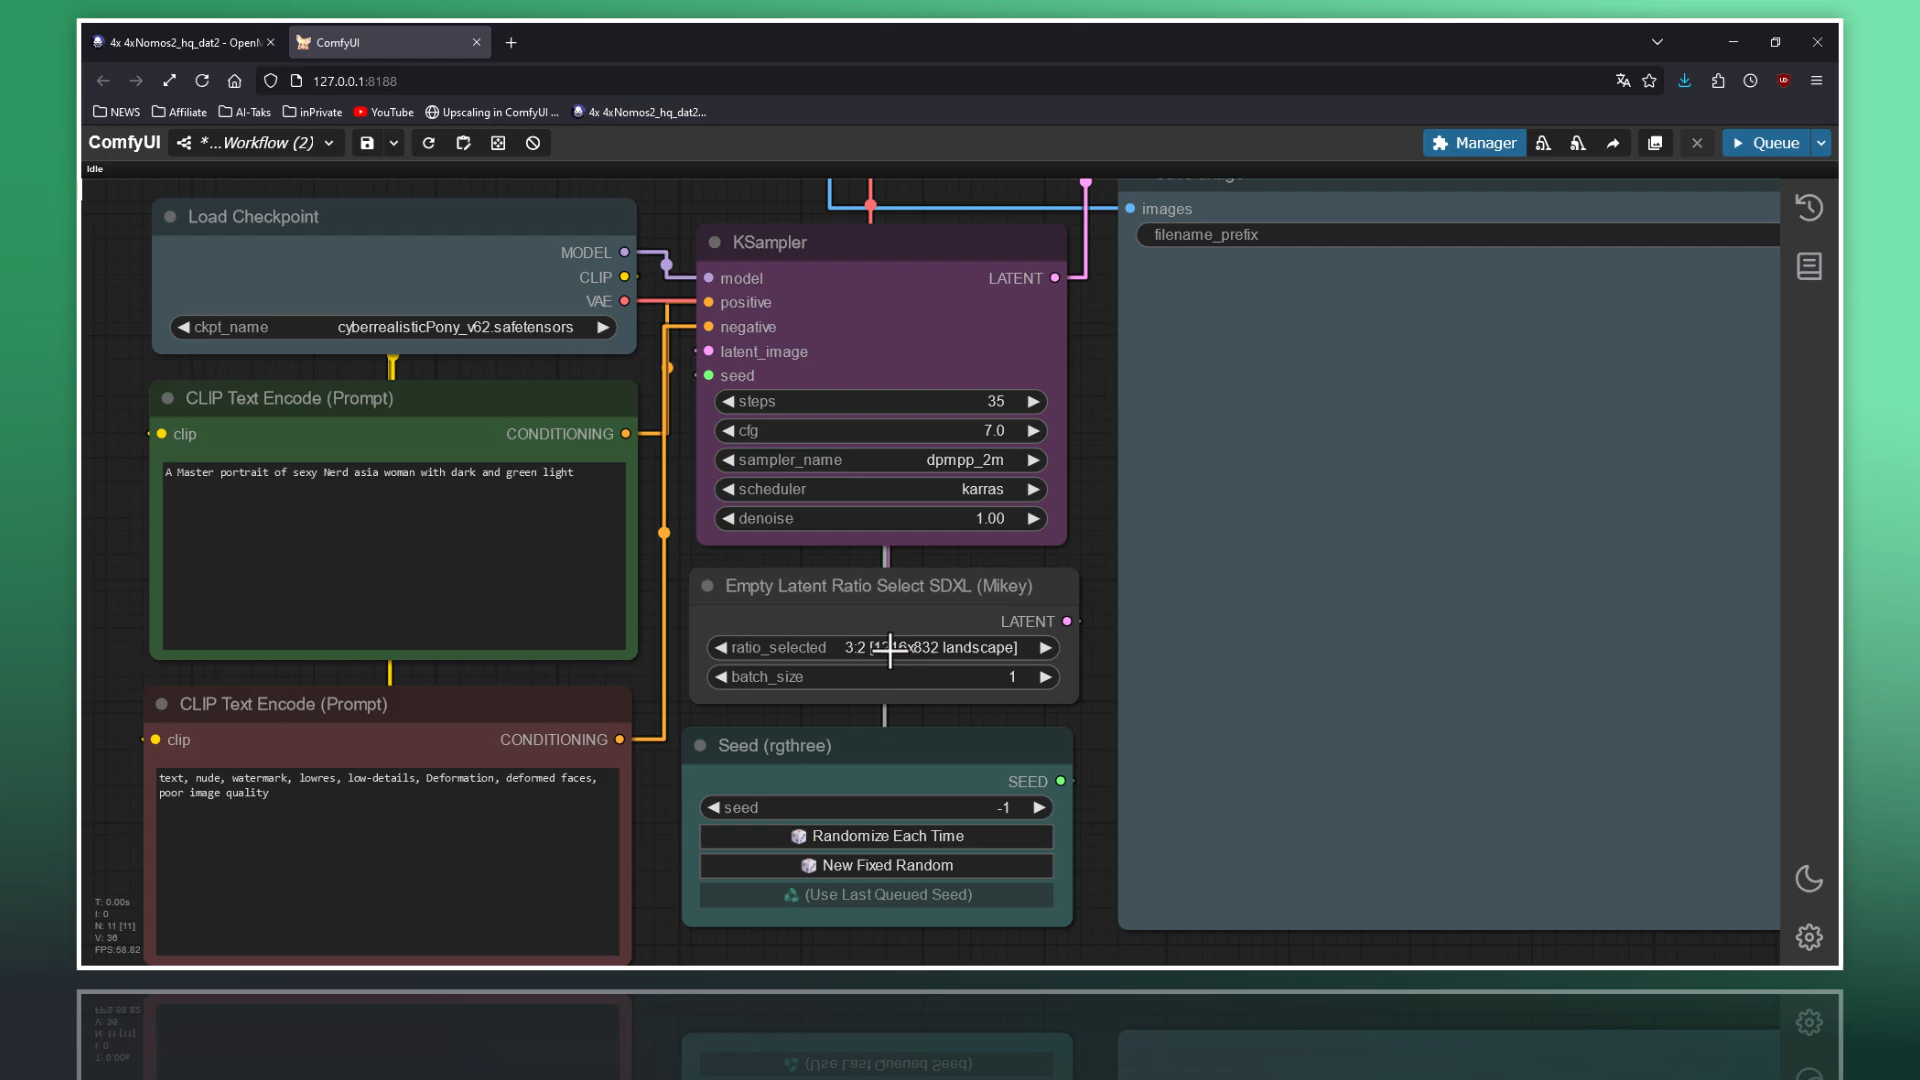 4x 4xNomos2_hq_dat2 - OpenM
ComfyUI
127.0.0.1:8188
NEWS
Affiliate
AI-Taks
inPrivate
YouTube
Upscaling in ComfyUI ...
4x 4xNomos2_hq_dat2...
ComfyUI
*...Workflow (2)
Manager
Queue
Idle
Load Checkpoint
MODEL
CLIP
VAE
ckpt_name cyberrealisticPony_v62.safetensors
CLIP Text Encode (Prompt)
clip CONDITIONING
A Master portrait of sexy Nerd asia woman with dark and green light
CLIP Text Encode (Prompt)
clip CONDITIONING
text, nude, watermark, lowres, low-details, Deformation, deformed faces,
poor image quality
T: 0.00s
I: 0
N: 11 [11]
V: 36
FPS:58.82
KSampler
model LATENT
positive
negative
latent_image
seed
steps 35
cfg 7.0
sampler_name dpmpp_2m
scheduler karras
denoise 1.00
Empty Latent Ratio Select SDXL (Mikey)
LATENT
ratio_selected 3:2 [1216x832 landscape]
batch_size 1
Seed (rgthree)
SEED
seed -1
Randomize Each Time
New Fixed Random
(Use Last Queued Seed)
images
filename_prefix